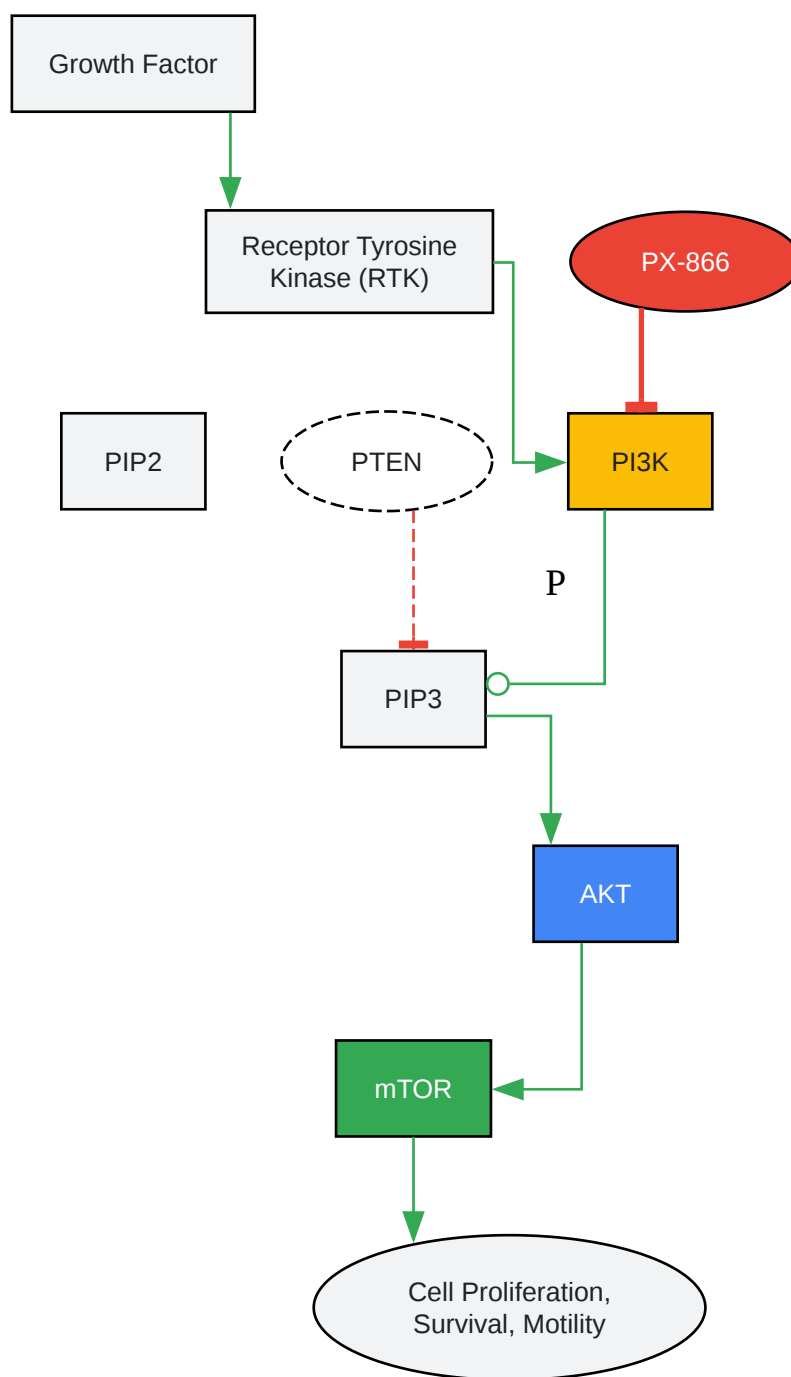 Growth Factor
Receptor Tyrosine
Kinase (RTK)
PX-866
PIP2
PTEN
PI3K
P
PIP3
AKT
mTOR
Cell Proliferation,
Survival, Motility